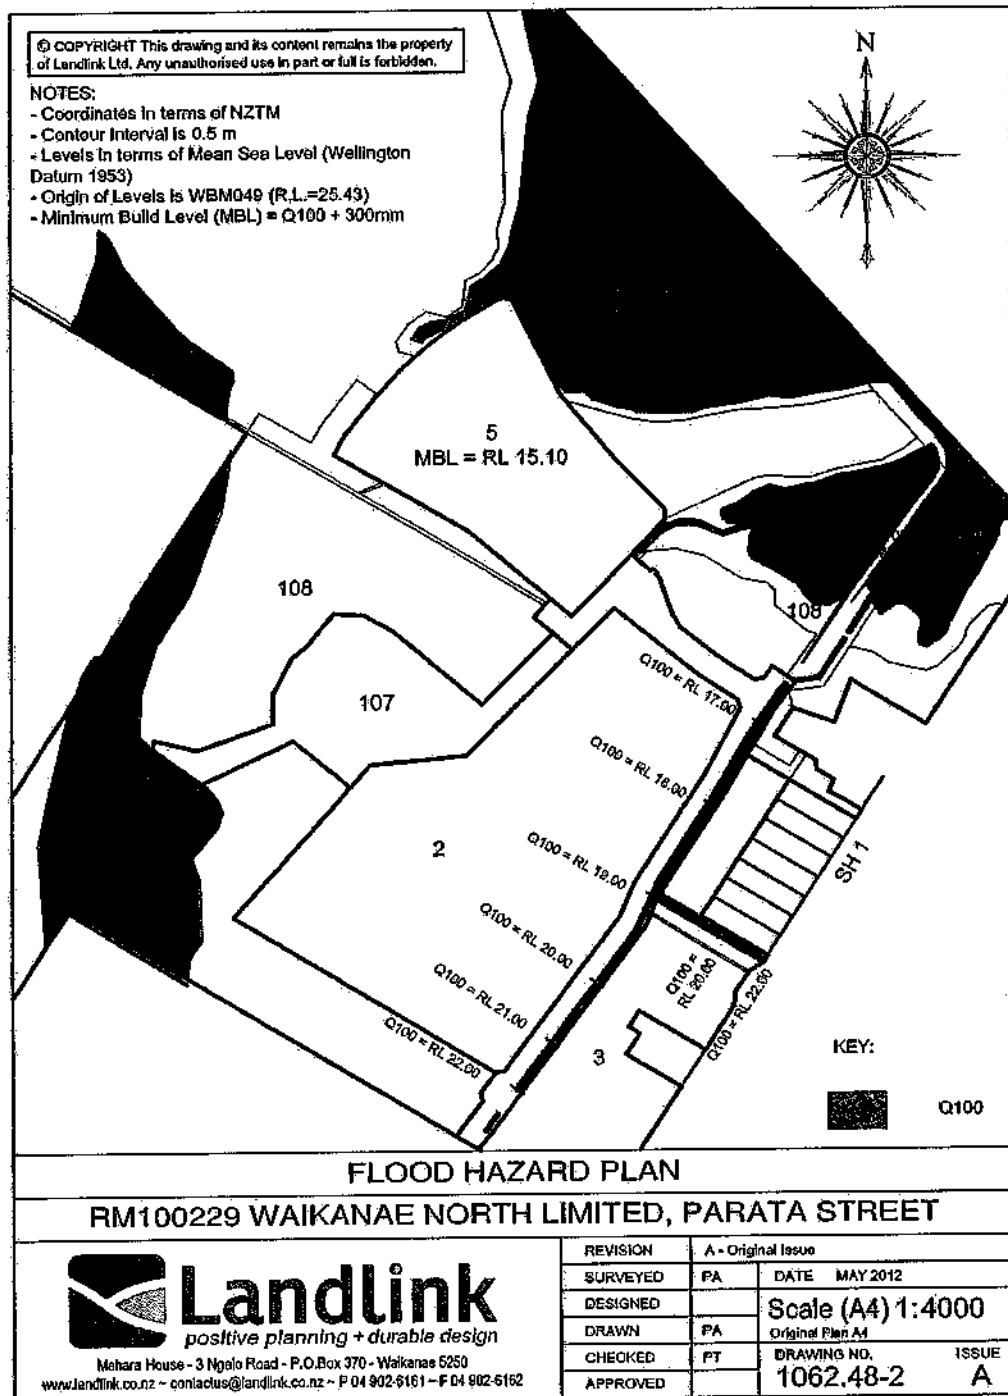 © COPYRIGHT This drawing and its content remains the property
of Landlink Ltd. Any unauthorised use in part or full is forbidden.
NOTES:
- Coordinates in terms of NZTM
- Contour Interval is 0.5 m
- Levels in terms of Mean Sea Level (Wellington
Datum 1953)
- Origin of Levels is WBM049 (R.L.=25.43)
- Minimum Build Level (MBL) = Q100 + 300mm
N
5
MBL = RL 15.10
108
108
107
Q100 = RL 17.00
Q100 = RL 18.00
2
Q100 = RL 19.00
SH 1
Q100 = RL 20.00
Q100 =
RL 20.00
Q100 = RL 21.00
Q100 = RL 22.00
Q100 = RL 22.00
3
KEY:
Q100
FLOOD HAZARD PLAN
RM100229 WAIKANAE NORTH LIMITED, PARATA STREET
Landlink
positive planning + durable design
Mahara House - 3 Ngaio Road - P.O.Box 370 - Waikanae 5250
www.landlink.co.nz ~ contactus@landlink.co.nz ~ P 04 902-6161 ~ F 04 902-6162
REVISION A - Original Issue
SURVEYED PA DATE MAY 2012
DESIGNED Scale (A4) 1:4000
Original Plan A4
DRAWN PA
CHECKED PT DRAWING NO. ISSUE
APPROVED 1062.48-2 A